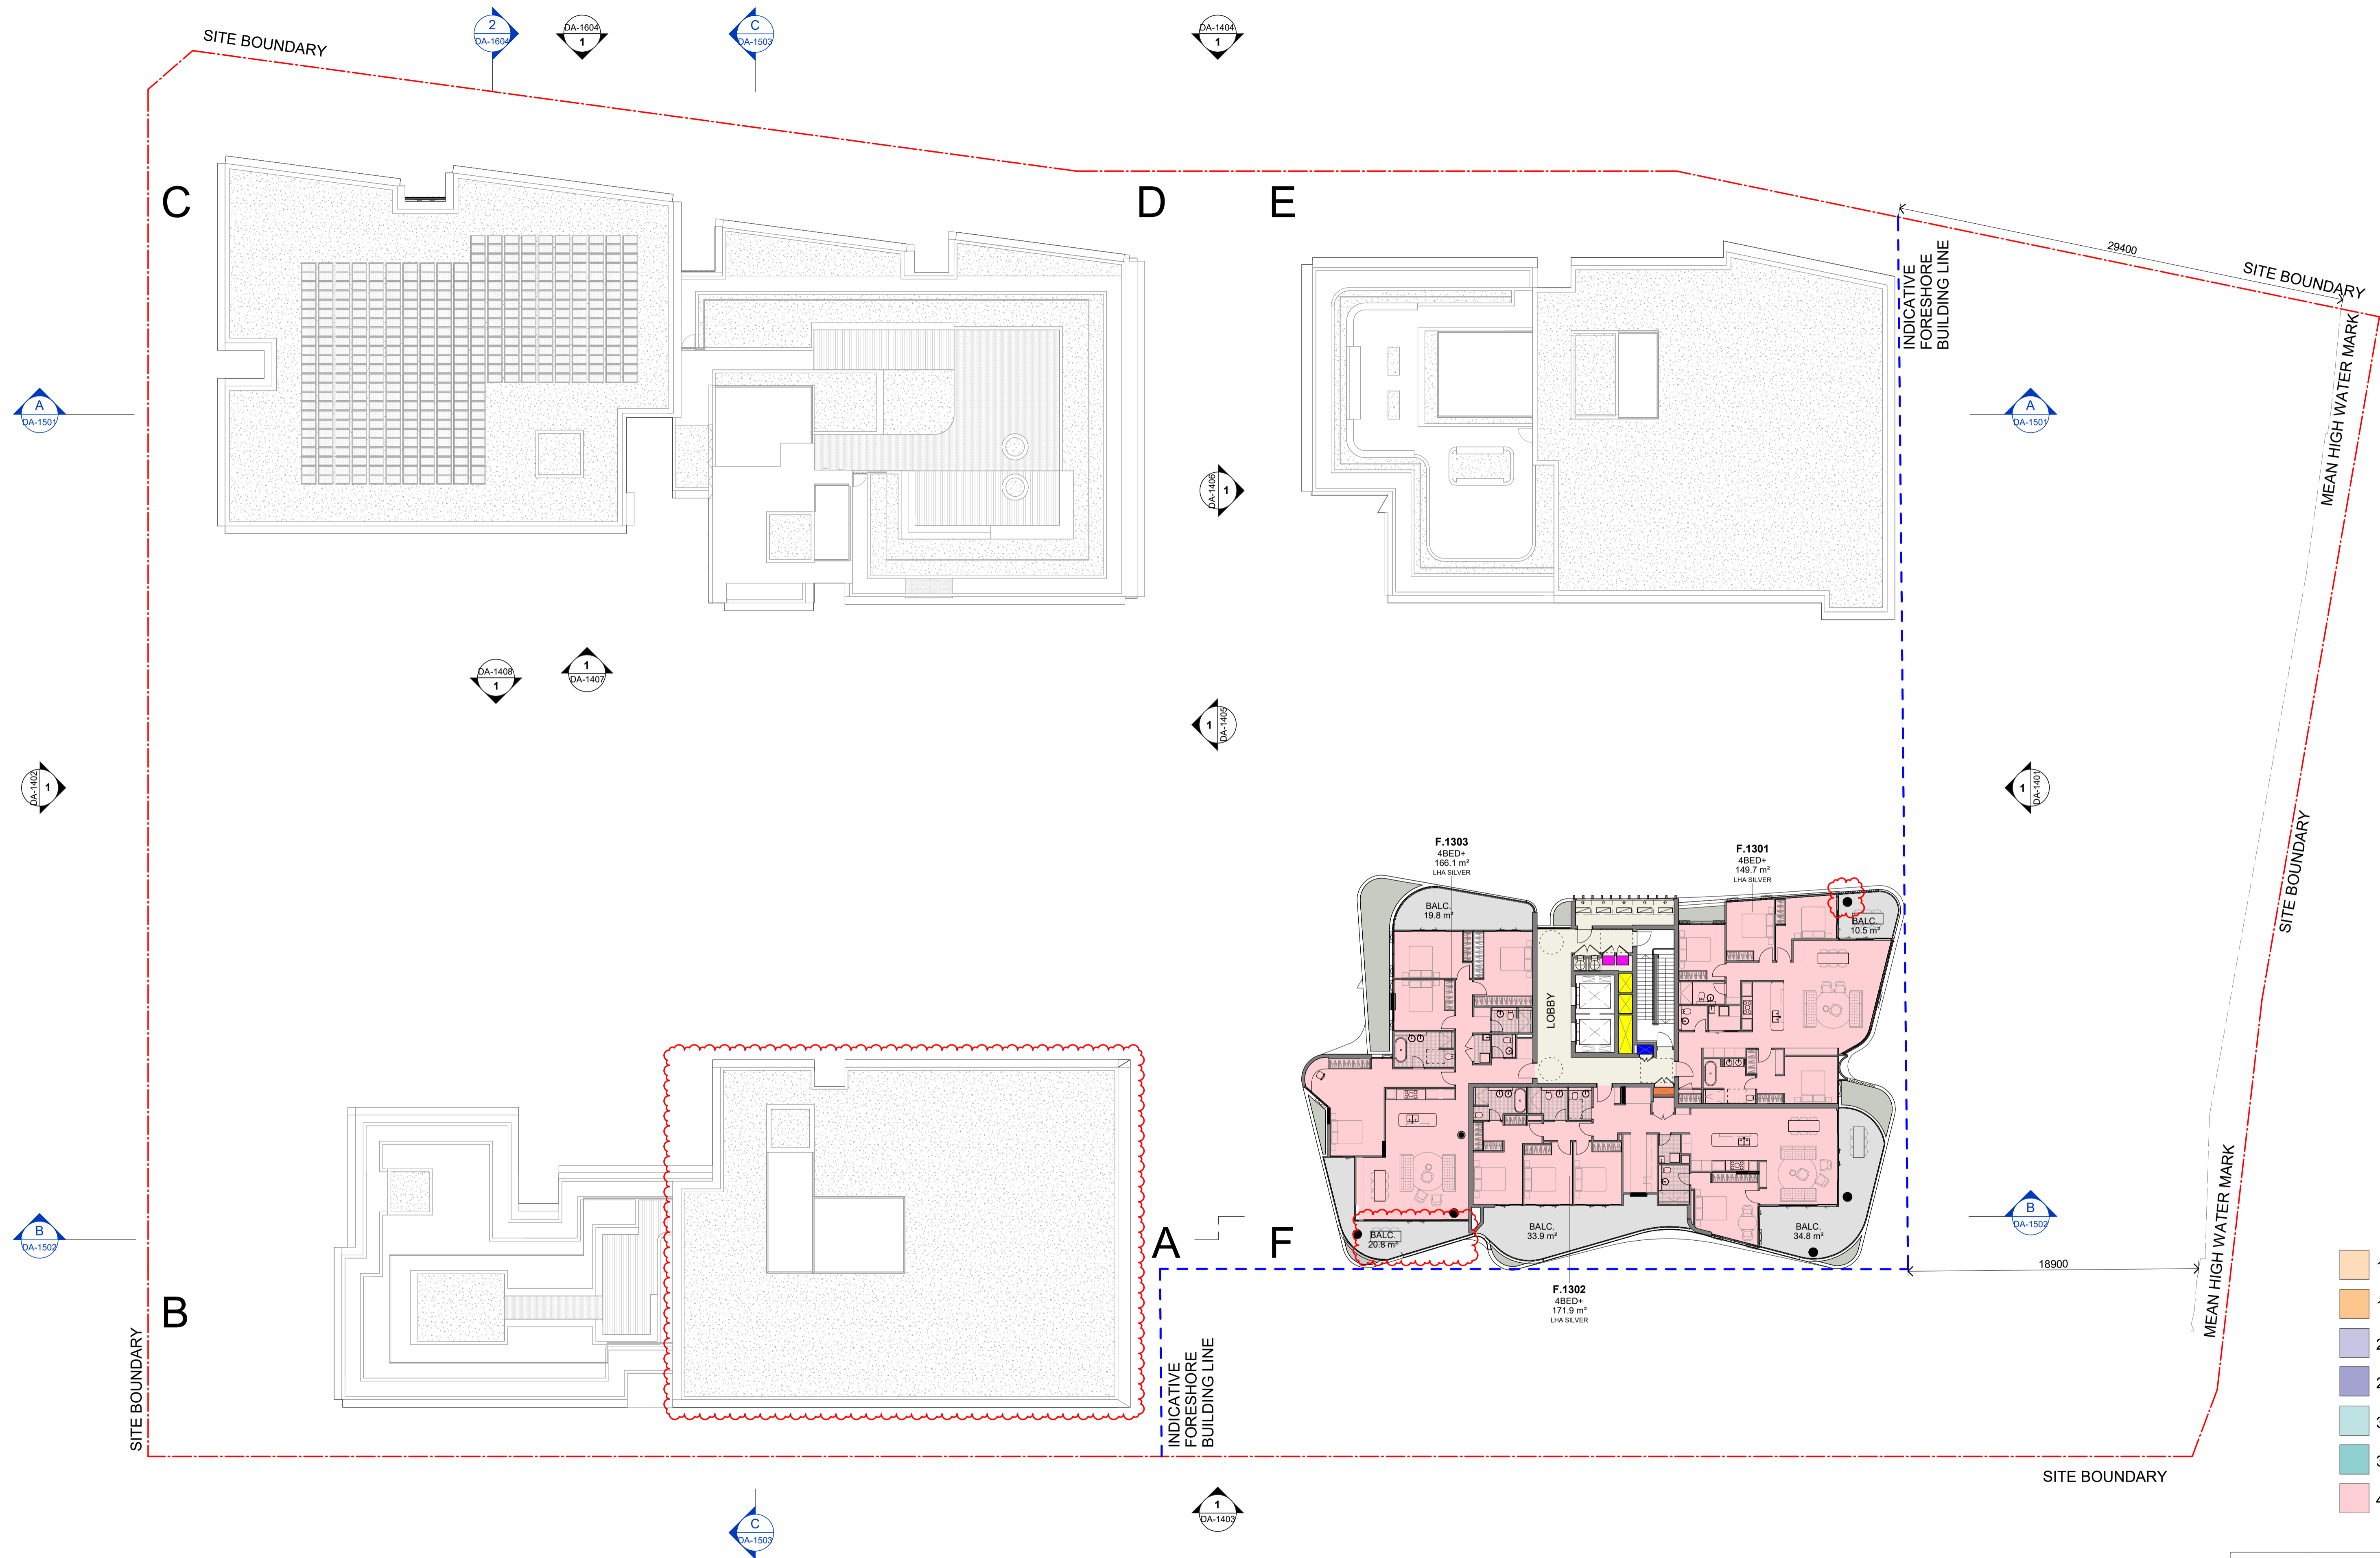 2
DA-1604
DA-1604
1
C
DA-1503
DA-1404
1
SITE BOUNDARY
C
D
E
29400
SITE BOUNDARY
INDICATIVE
FORESHORE
BUILDING LINE
MEAN HIGH WATER MARK
A
DA-1501
A
DA-1501
DA-1406
1
DA-1408
1
1
DA-1407
1
DA-1405
DA-1402
1
1
DA-1401
SITE BOUNDARY
F.1303
4BED+
166.1 m²
LHA SILVER
F.1301
4BED+
149.7 m²
LHA SILVER
BALC.
19.8 m²
BALC.
10.5 m²
LOBBY
BALC.
20.8 m²
BALC.
33.9 m²
BALC.
34.8 m²
A
F
B
DA-1502
B
DA-1502
MEAN HIGH WATER MARK
18900
F.1302
4BED+
171.9 m²
LHA SILVER
B
SITE BOUNDARY
INDICATIVE
FORESHORE
BUILDING LINE
SITE BOUNDARY
C
DA-1503
1
DA-1403
4